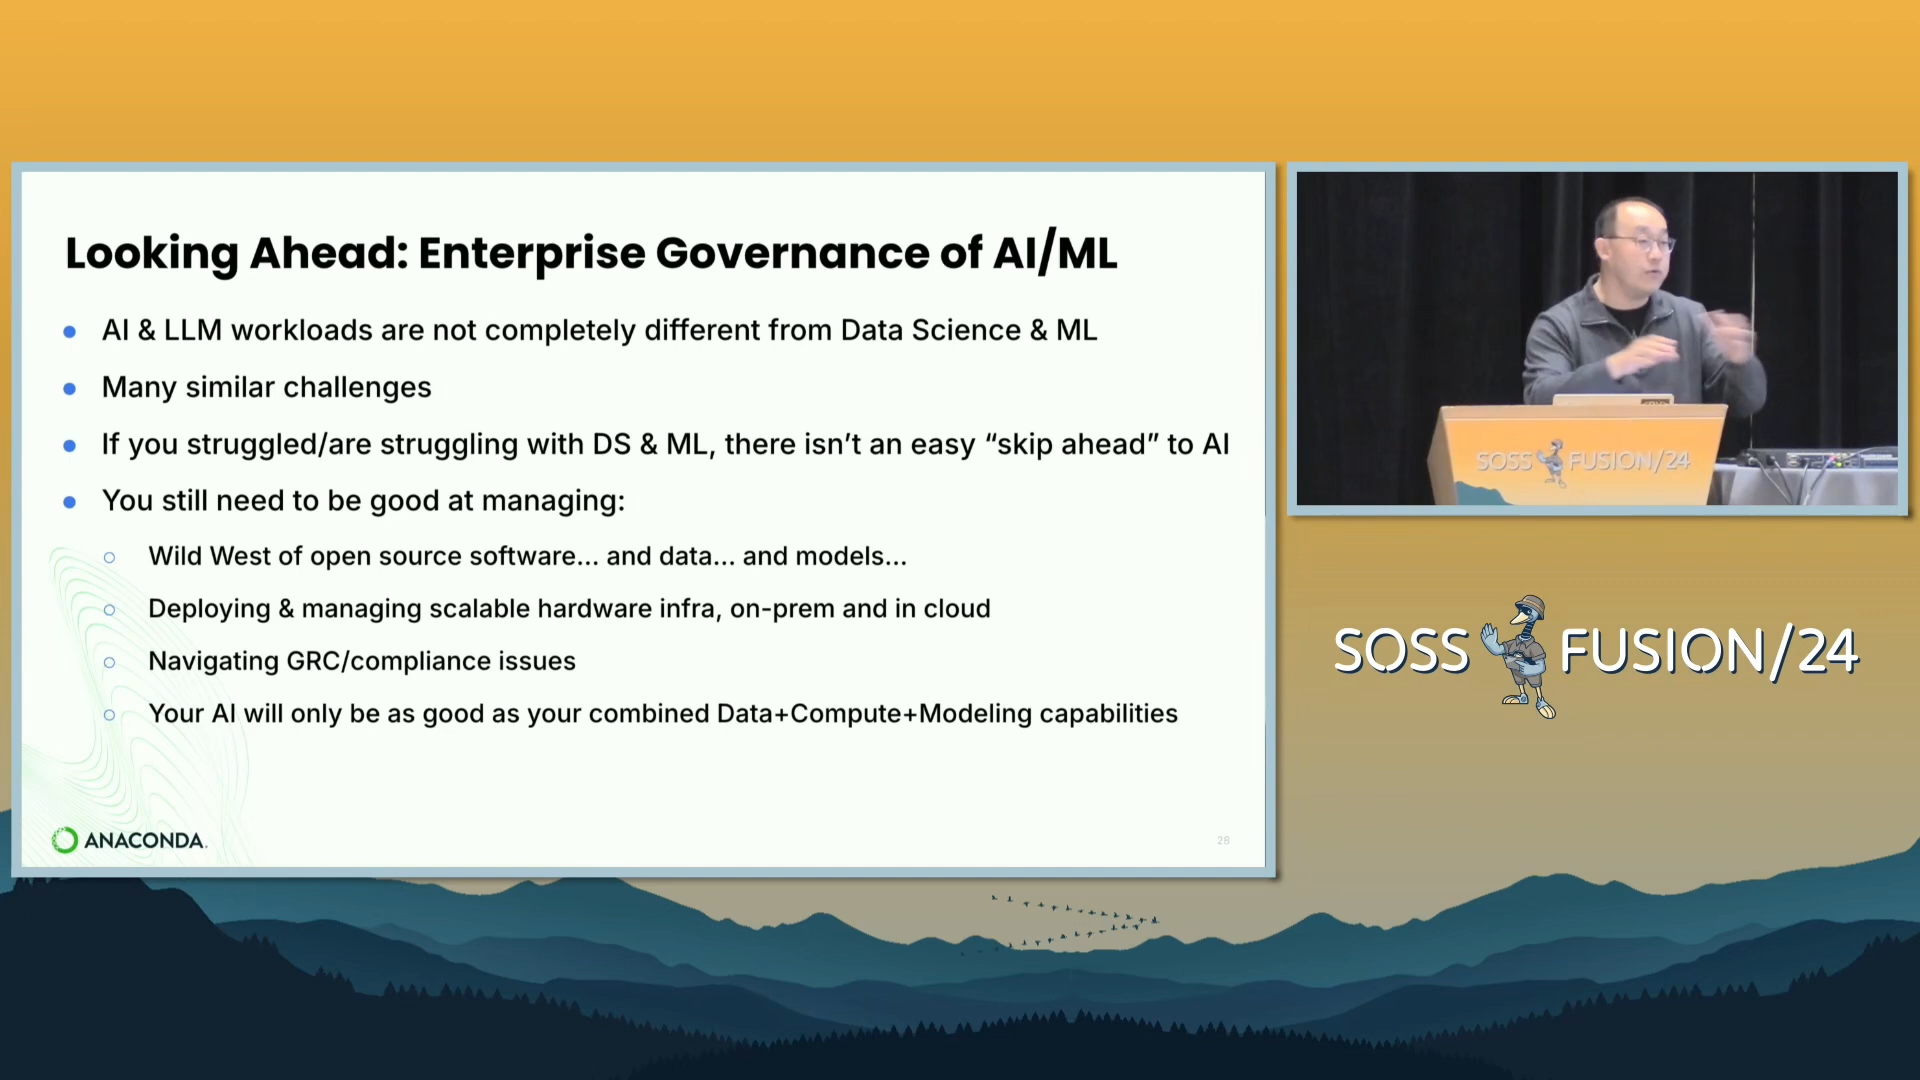 Looking Ahead: Enterprise Governance of AI/ML
AI & LLM workloads are not completely different from Data Science & ML
Many similar challenges
If you struggled/are struggling with DS & ML, there isn’t an easy “skip ahead” to AI
You still need to be good at managing:
Wild West of open source software... and data... and models...
Deploying & managing scalable hardware infra, on-prem and in cloud
Navigating GRC/compliance issues
Your AI will only be as good as your combined Data+Compute+Modeling capabilities
ANACONDA.
28
SOSS FUSION/24
SOSS FUSION/24